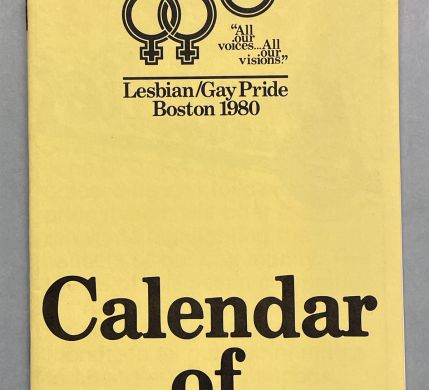 "All
our
voices...All
our
visions."
Lesbian/Gay Pride
Boston 1980
Calendar
of